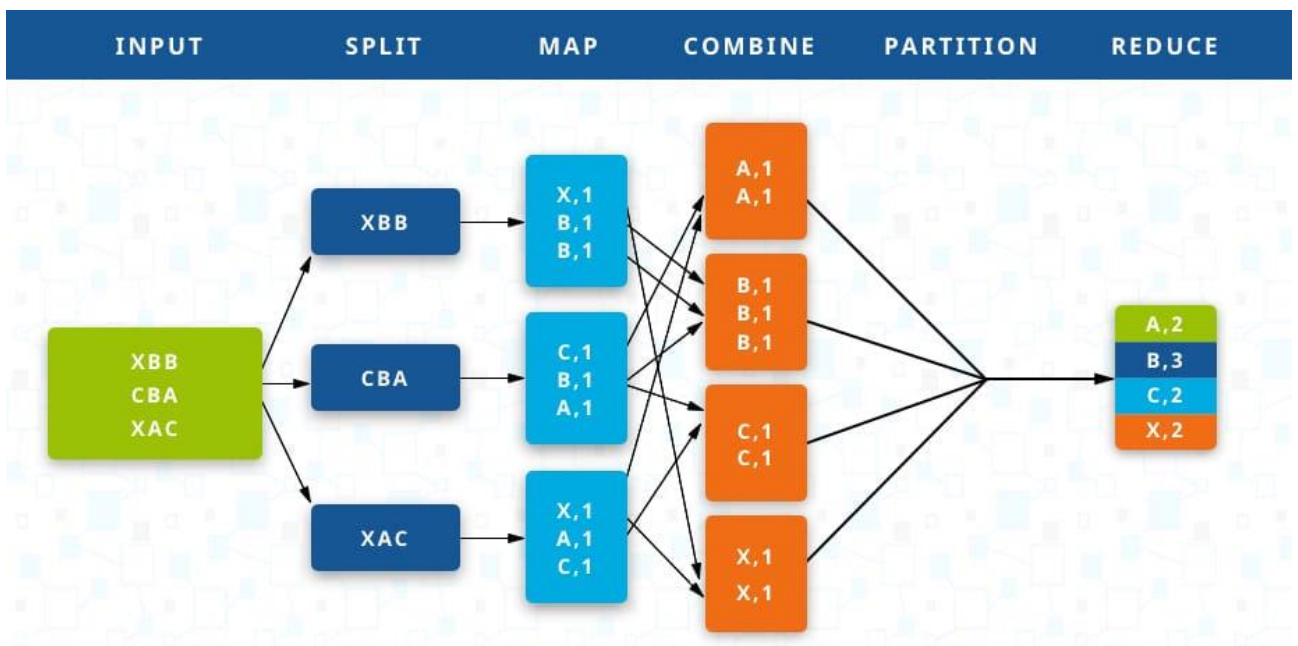 INPUT SPLIT MAP COMBINE PARTITION REDUCE
XBB
CBA
XAC
XBB
CBA
XAC
X,1
B,1
B,1
C,1
B,1
A,1
X,1
A,1
C,1
A,1
A,1
B,1
B,1
B,1
C,1
C,1
X,1
X,1
A,2
B,3
C,2
X,2